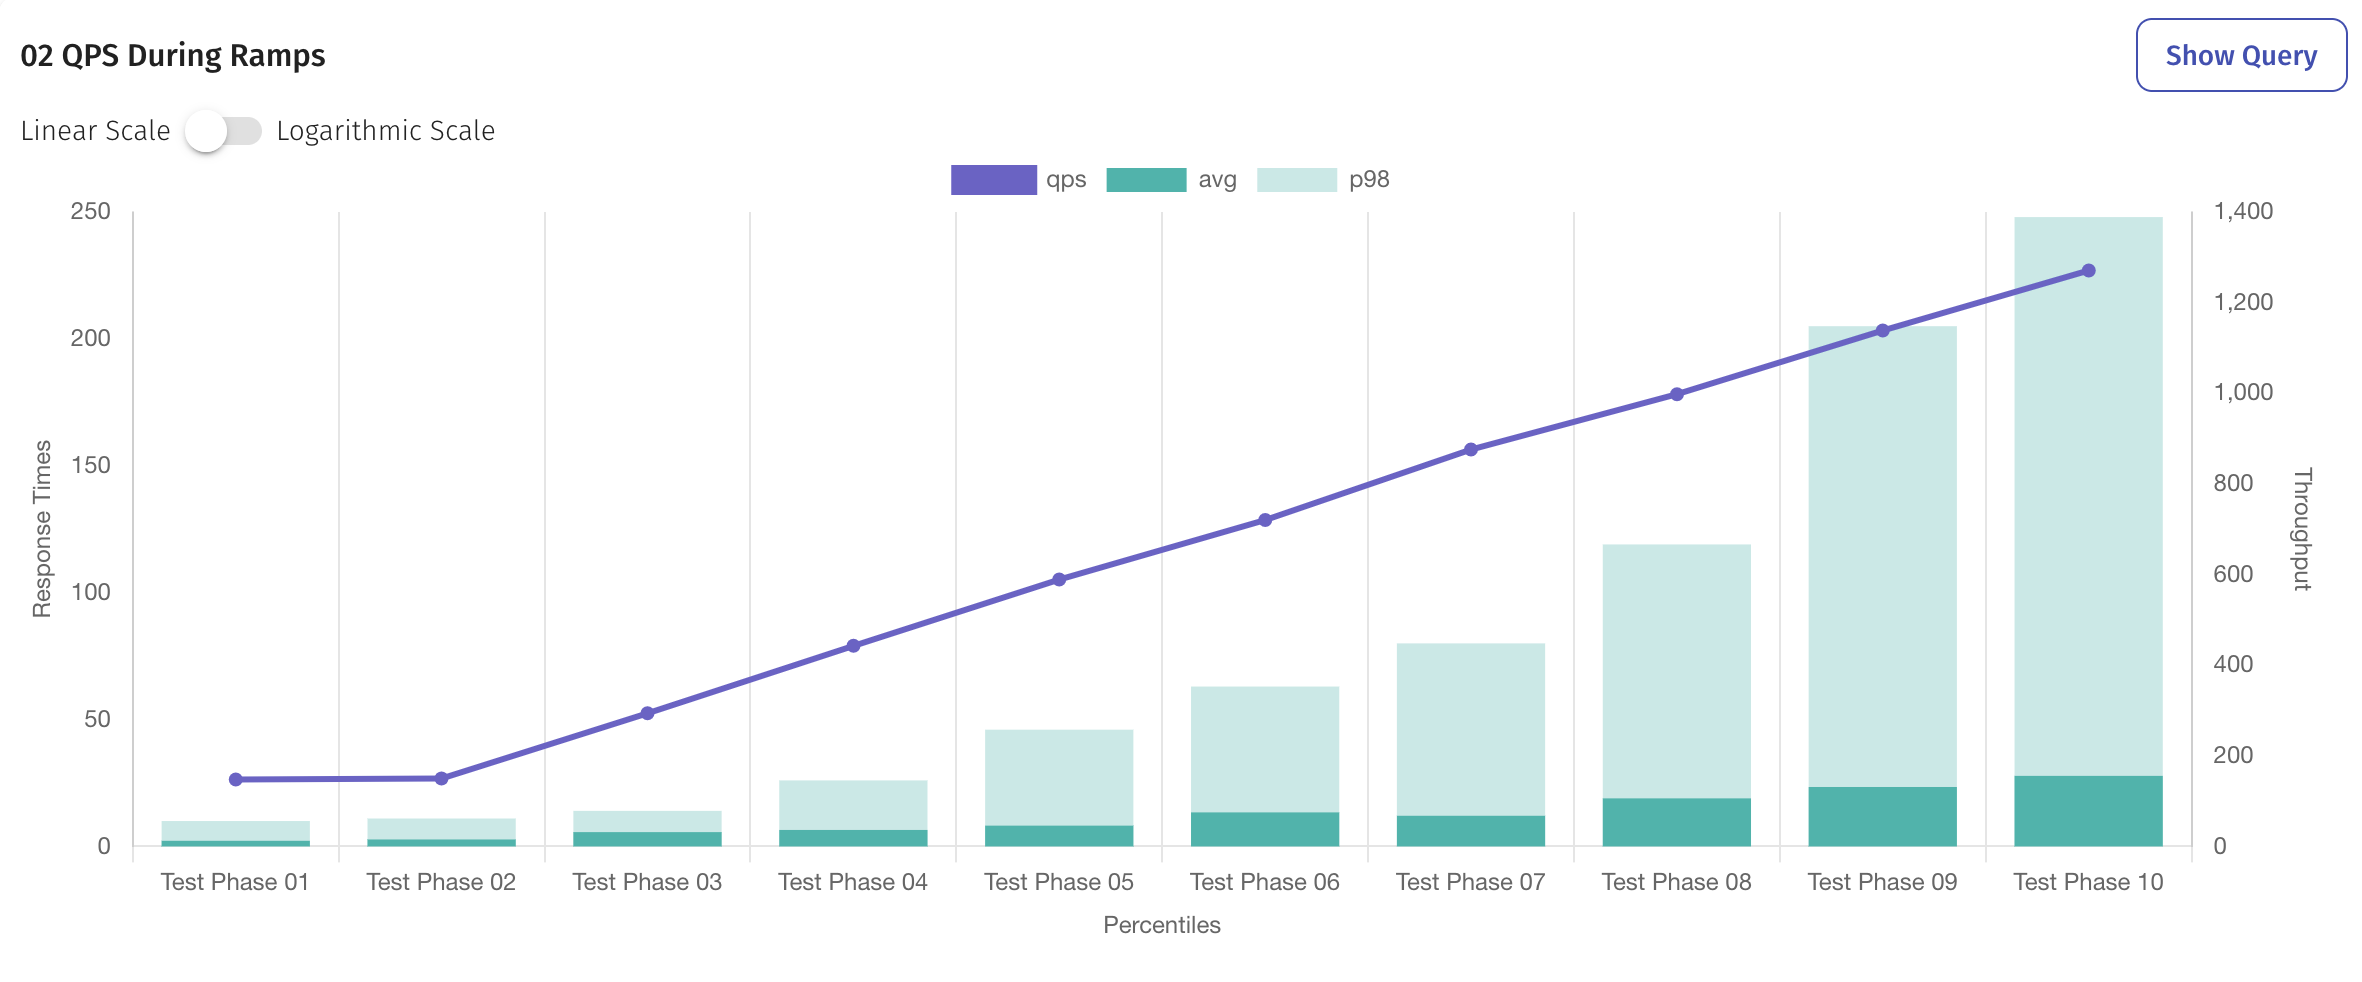 02 QPS During Ramps
Show Query
Linear Scale Logarithmic Scale
qps avg p98
250
200
150
100
50
0
Response Times
1,400
1,200
1,000
800
600
400
200
0
Throughput
Test Phase 01 Test Phase 02 Test Phase 03 Test Phase 04 Test Phase 05 Test Phase 06 Test Phase 07 Test Phase 08 Test Phase 09 Test Phase 10
Percentiles